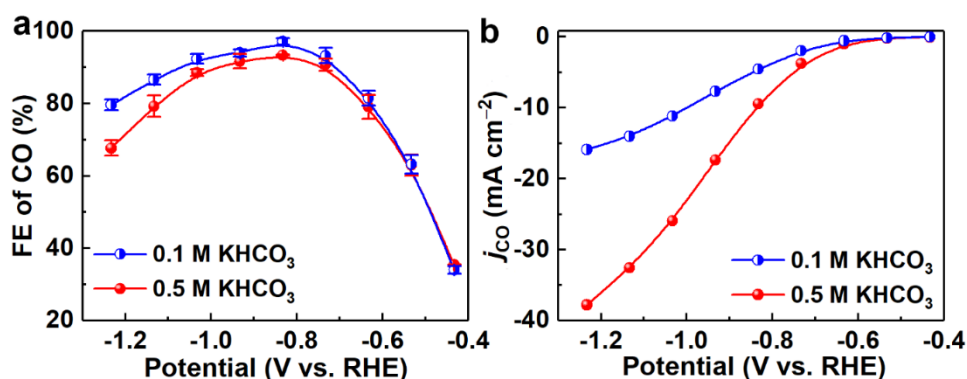 a
100
80
60
40
20
FE of CO (%)
0.1 M KHCO₃
0.5 M KHCO₃
-1.2 -1.0 -0.8 -0.6 -0.4
Potential (V vs. RHE)
b
0
-10
-20
-30
-40
jCO (mA cm⁻²)
0.1 M KHCO₃
0.5 M KHCO₃
-1.2 -1.0 -0.8 -0.6 -0.4
Potential (V vs. RHE)